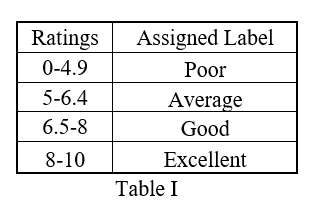 Ratings Assigned Label
0-4.9 Poor
5-6.4 Average
6.5-8 Good
8-10 Excellent
Table I